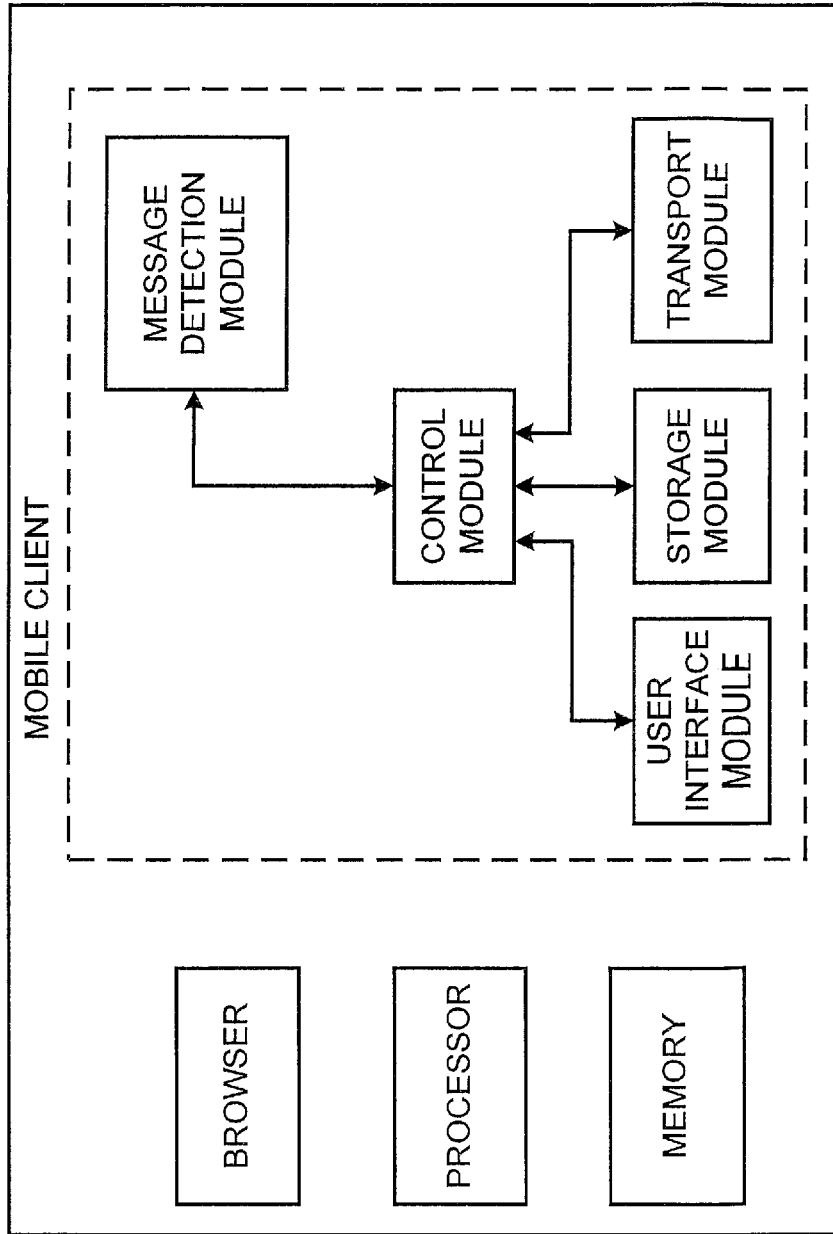 MOBILE CLIENT
BROWSER
PROCESSOR
MEMORY
MESSAGE
DETECTION
MODULE
CONTROL
MODULE
USER
INTERFACE
MODULE
STORAGE
MODULE
TRANSPORT
MODULE